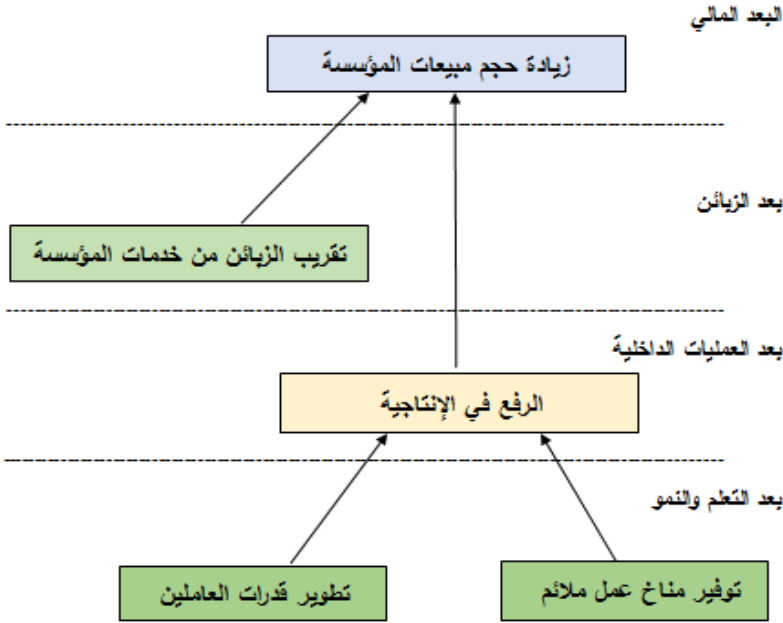 البعد المالي
زيادة حجم مبيعات المؤسسة
بعد الزبائن
تقريب الزبائن من خدمات المؤسسة
بعد العمليات الداخلية
الرفع في الإنتاجية
بعد التعلم والنمو
توفير مناخ عمل ملائم
تطوير قدرات العاملين